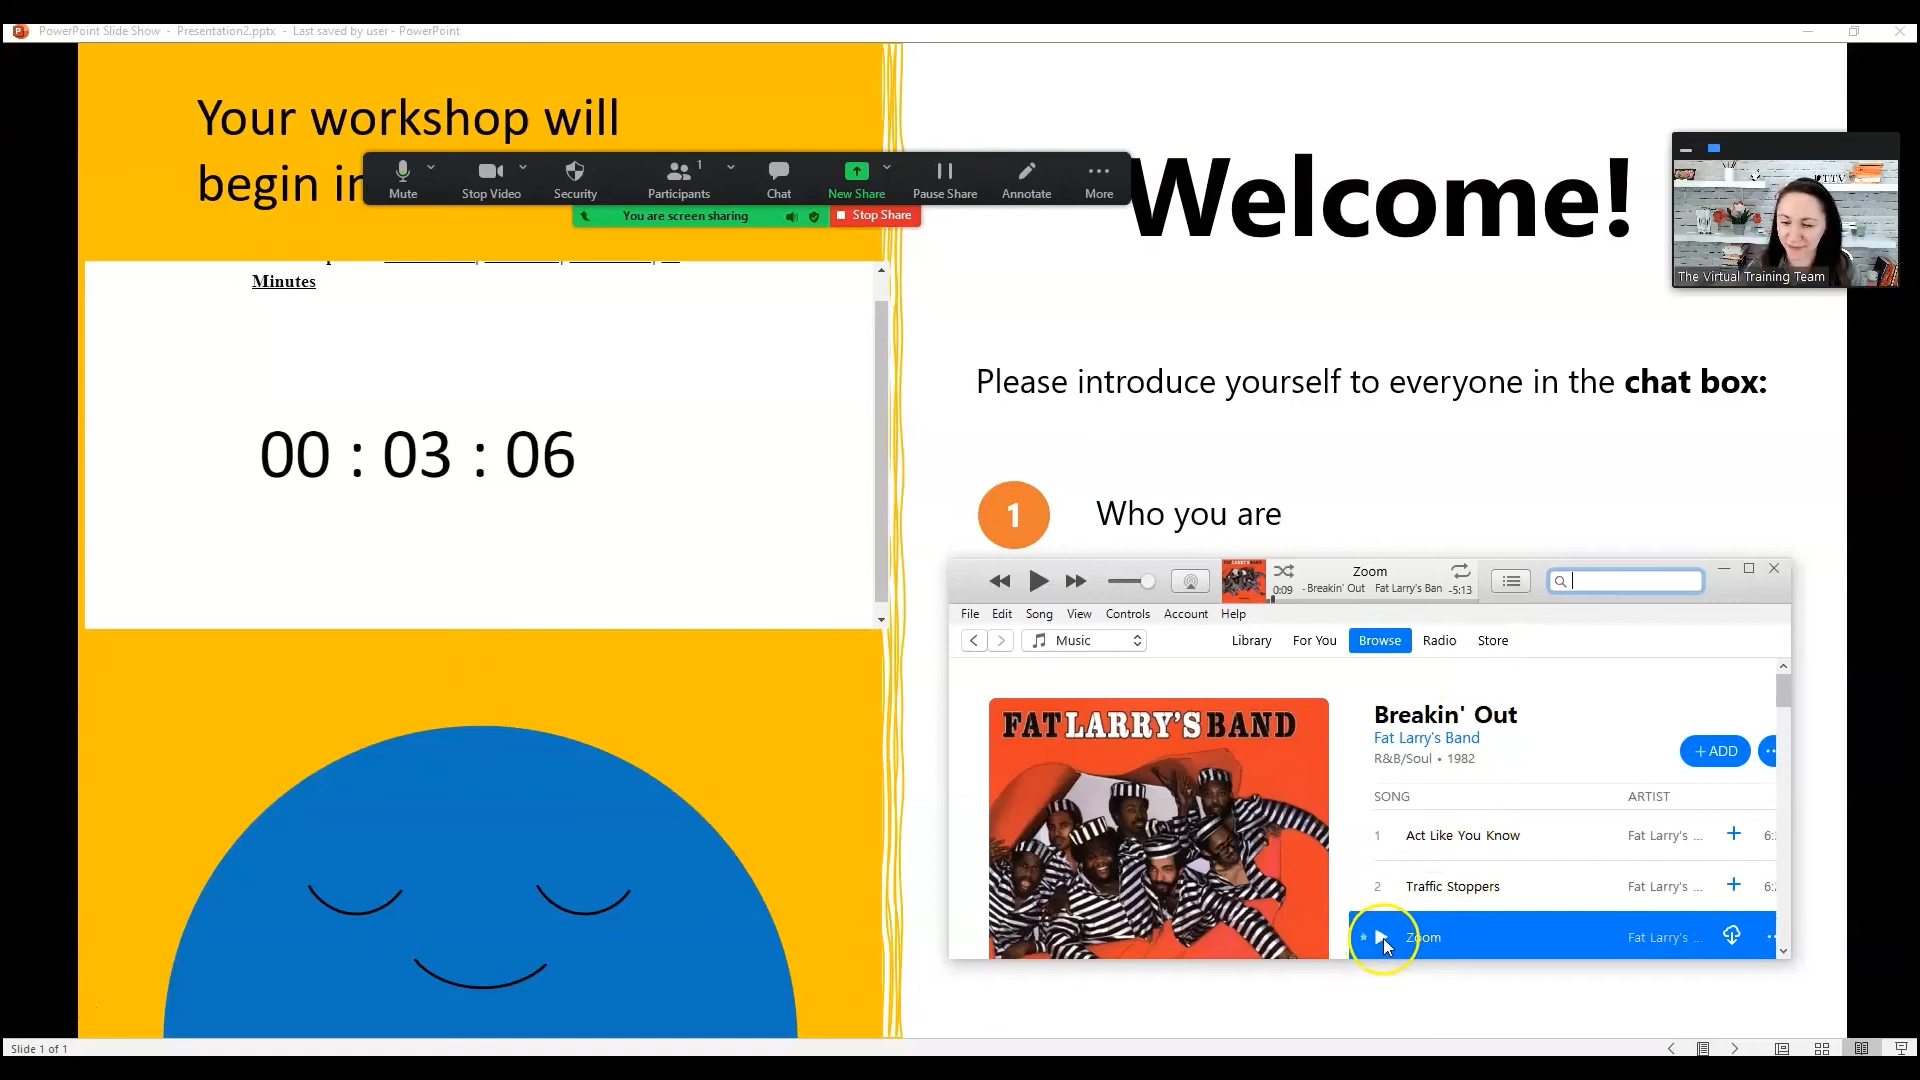 PowerPoint Slide Show - Presentation2.pptx - Last saved by user - PowerPoint
Your workshop will
begin in
Mute
Stop Video
Security
Participants 1
Chat
New Share
Pause Share
Annotate
More
You are screen sharing
Stop Share
Welcome!
TTV
The Virtual Training Team
Minutes
00 : 03 : 06
Please introduce yourself to everyone in the chat box:
1 Who you are
Zoom
0:09 - Breakin' Out Fat Larry's Ban -5:13
File Edit Song View Controls Account Help
Music
Library For You Browse Radio Store
FAT LARRY'S BAND
Breakin' Out
Fat Larry's Band
R&B/Soul • 1982
+ ADD
SONG ARTIST
1 Act Like You Know Fat Larry's ... + 6:
2 Traffic Stoppers Fat Larry's ... + 6:
Zoom Fat Larry's ...
Slide 1 of 1